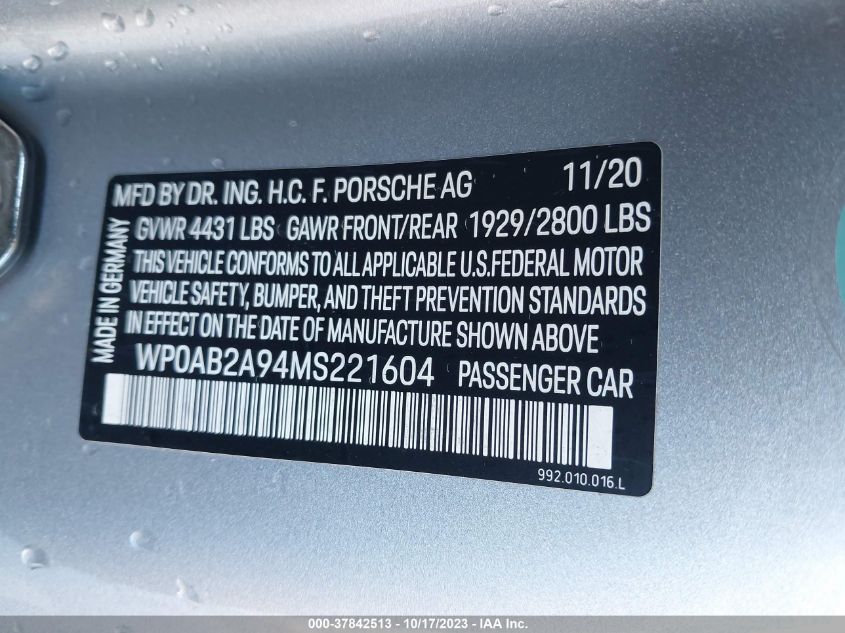 MFD BY DR. ING. H.C. F. PORSCHE AG 11/20
GVWR 4431 LBS GAWR FRONT/REAR 1929/2800 LBS
THIS VEHICLE CONFORMS TO ALL APPLICABLE U.S.FEDERAL MOTOR
VEHICLE SAFETY, BUMPER, AND THEFT PREVENTION STANDARDS
IN EFFECT ON THE DATE OF MANUFACTURE SHOWN ABOVE
WP0AB2A94MS221604 PASSENGER CAR
MADE IN GERMANY
992.010.016.L
000-37842513 - 10/17/2023 - IAA Inc.